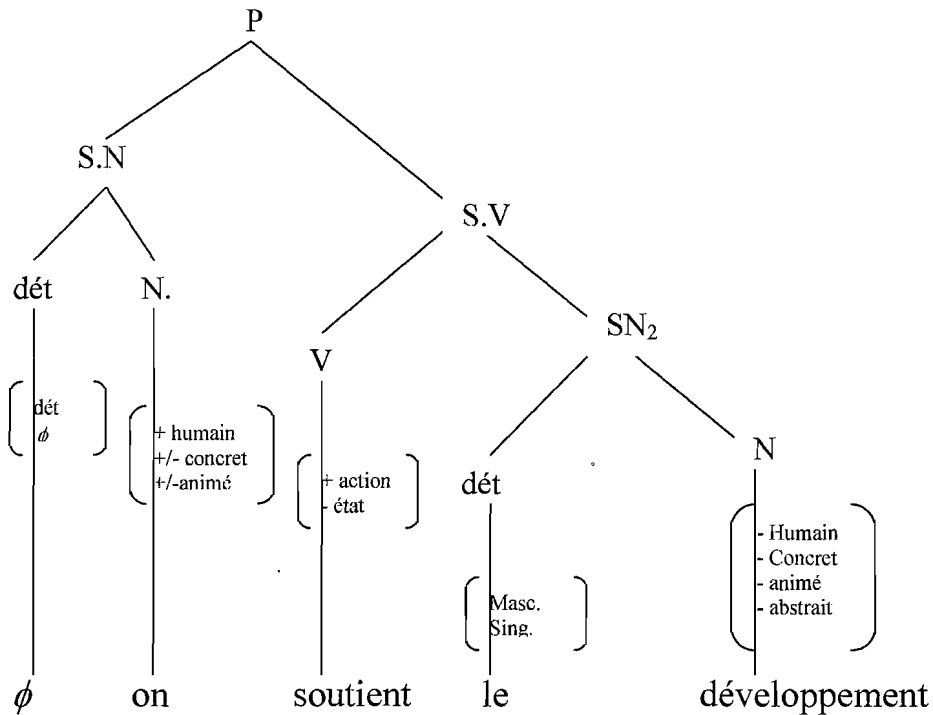 P
S.N
S.V
dét N.
SN₂
V
dét
ϕ
+ humain
+/- concret
+/-animé
N
+ action
- état
dét
- Humain
- Concret
- animé
- abstrait
Masc.
Sing.
ϕ on soutient le développement